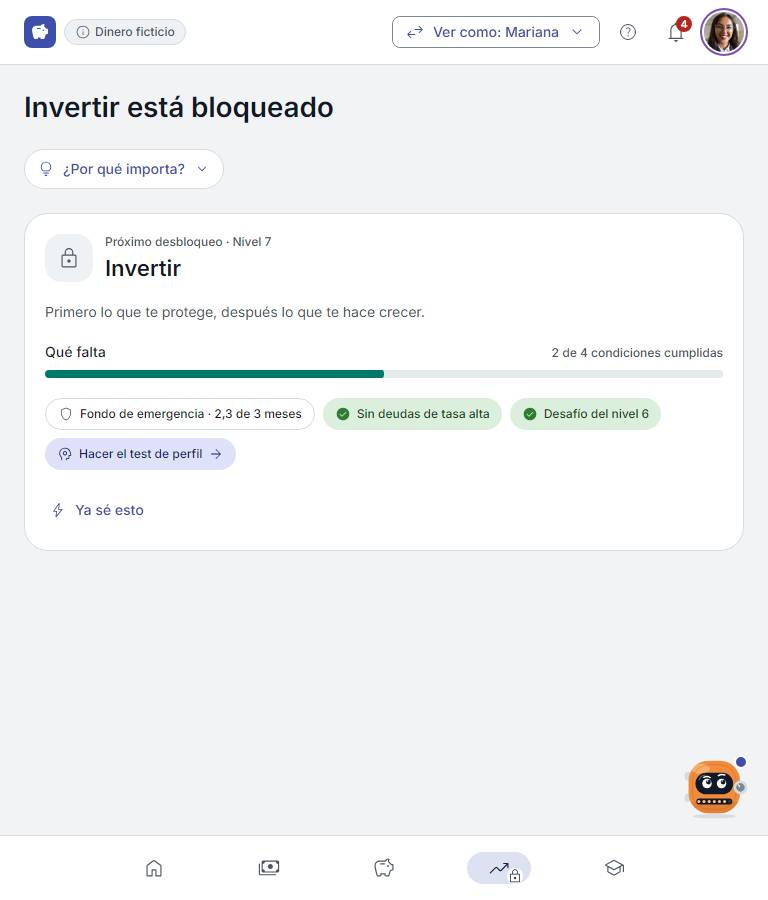 Dinero ficticio
Ver como: Mariana
4
Invertir está bloqueado
¿Por qué importa?
Próximo desbloqueo · Nivel 7
Invertir
Primero lo que te protege, después lo que te hace crecer.
Qué falta
2 de 4 condiciones cumplidas
Fondo de emergencia · 2,3 de 3 meses
Sin deudas de tasa alta
Desafío del nivel 6
Hacer el test de perfil
Ya sé esto